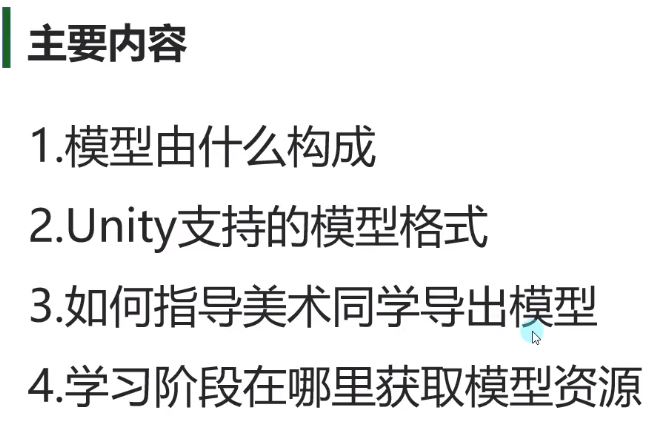 主要内容
1.模型由什么构成
2.Unity支持的模型格式
3.如何指导美术同学导出模型
4.学习阶段在哪里获取模型资源